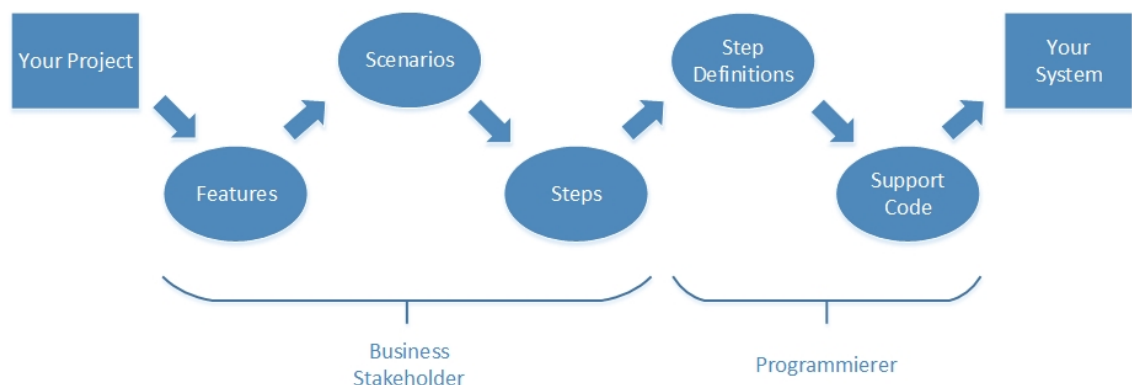 Your Project
Scenarios
Step
Definitions
Your
System
Features
Steps
Support
Code
Business
Stakeholder
Programmierer